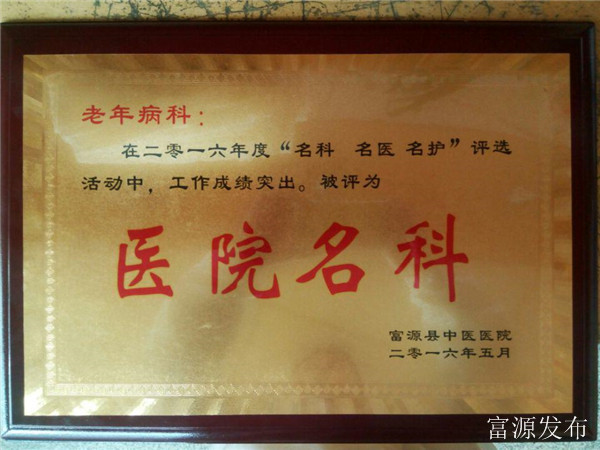 老年病科：
在二零一六年度“名科 名医 名护”评选
活动中，工作成绩突出。被评为
医院名科
富源县中医医院
二零一六年五月
富源发布